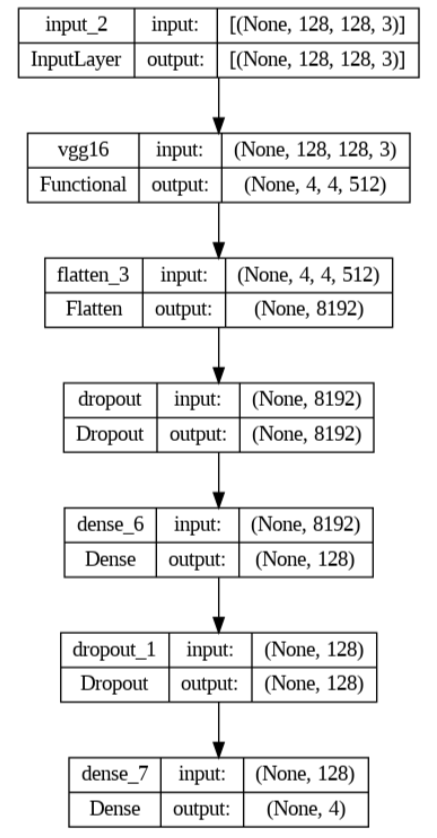 input_2 input: [(None, 128, 128, 3)]
InputLayer output: [(None, 128, 128, 3)]
vgg16 input: (None, 128, 128, 3)
Functional output: (None, 4, 4, 512)
flatten_3 input: (None, 4, 4, 512)
Flatten output: (None, 8192)
dropout input: (None, 8192)
Dropout output: (None, 8192)
dense_6 input: (None, 8192)
Dense output: (None, 128)
dropout_1 input: (None, 128)
Dropout output: (None, 128)
dense_7 input: (None, 128)
Dense output: (None, 4)